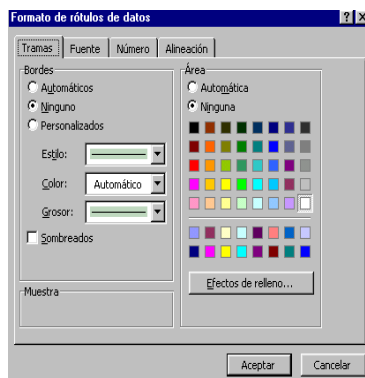 Formato de rótulos de datos
Tramas Fuente Número Alineación
Bordes
Automáticos
Ninguno
Personalizados
Estilo:
Color: Automático
Grosor:
Sombreados
Muestra
Área
Automática
Ninguna
Efectos de relleno...
Aceptar Cancelar